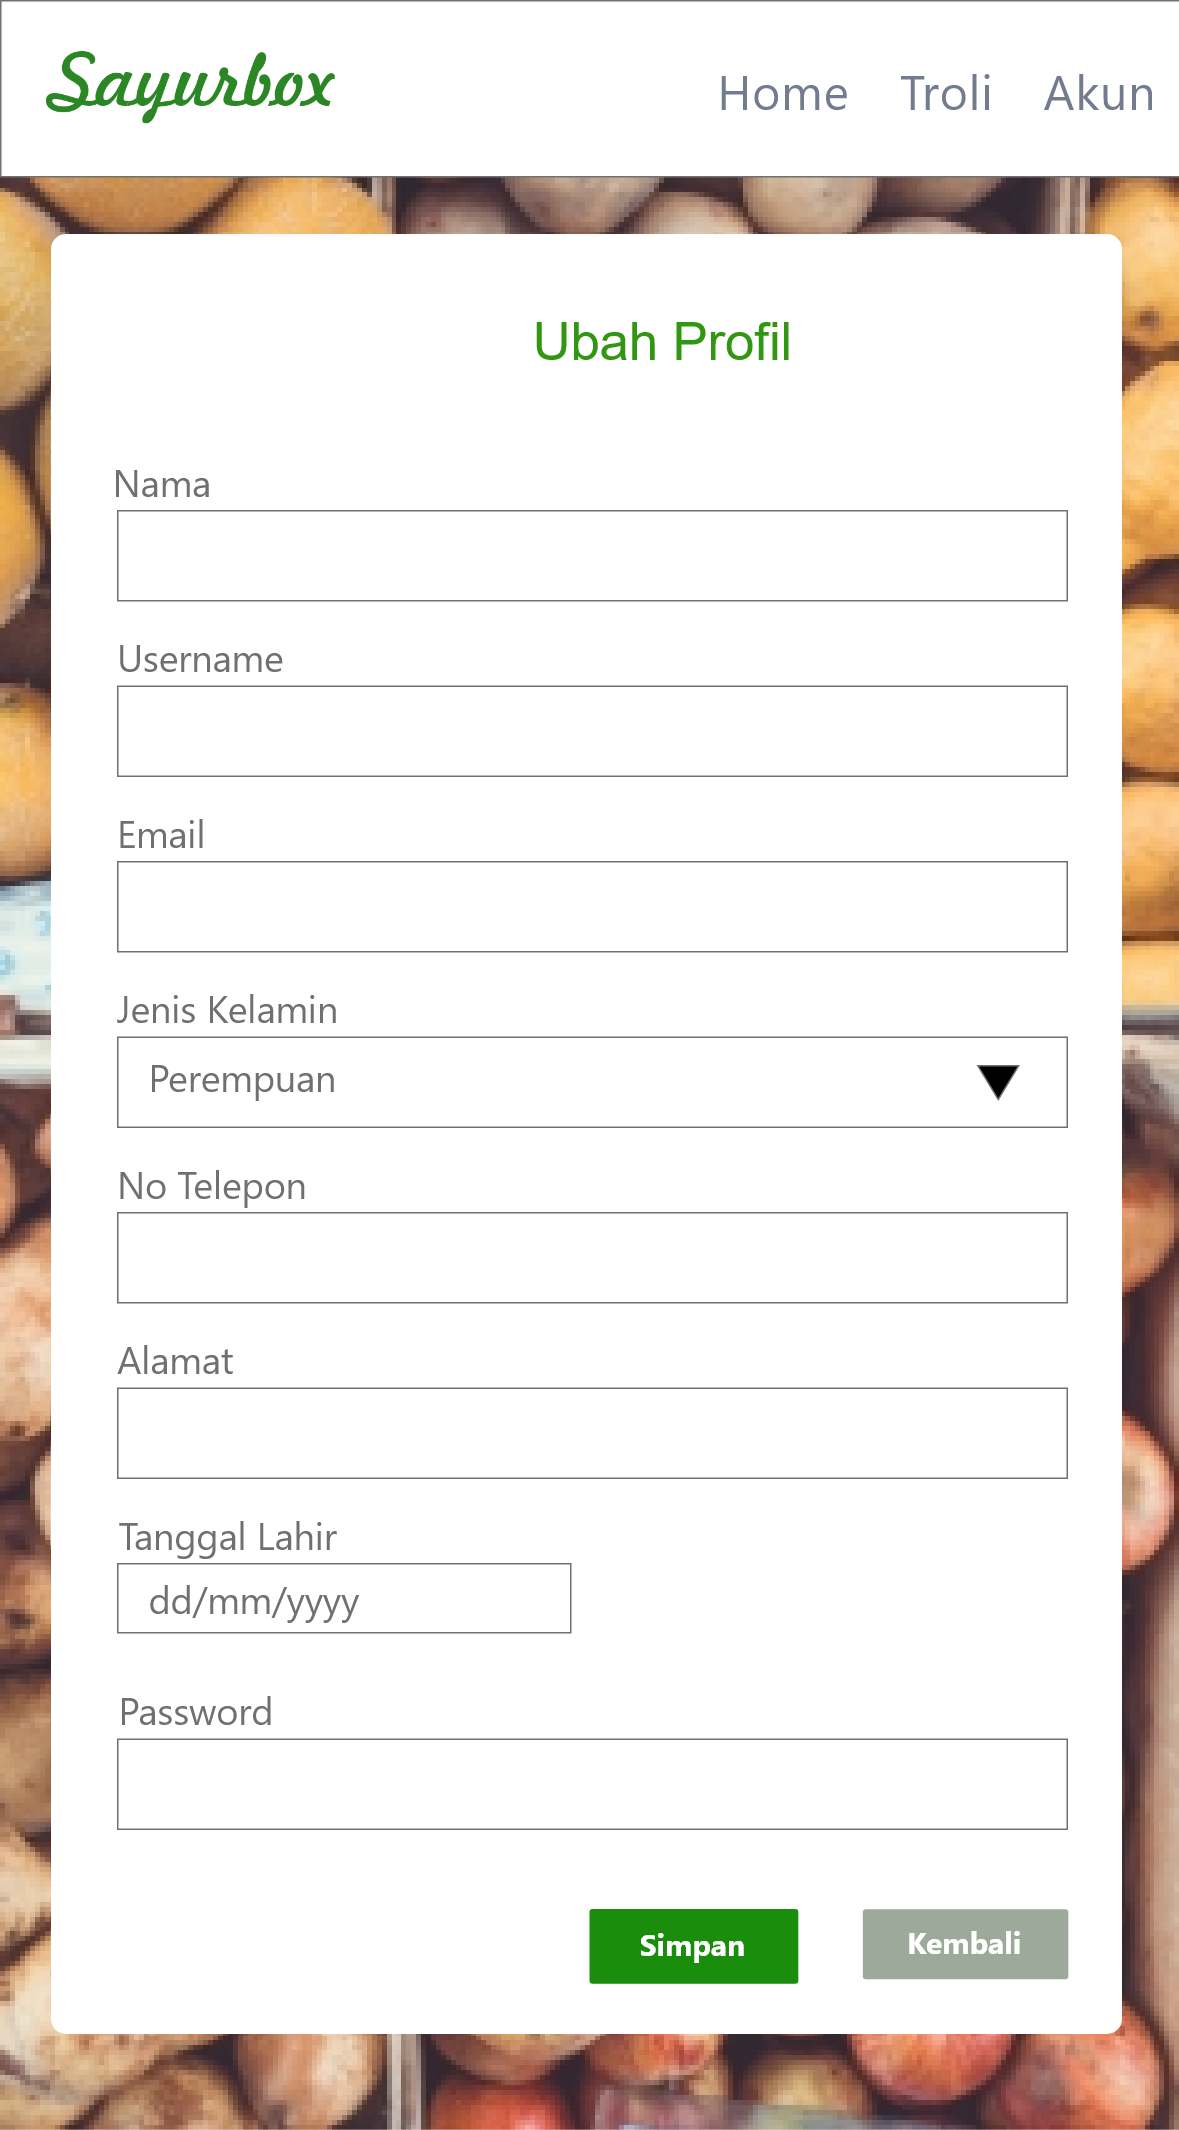 Sayurbox
Home Troli Akun
Ubah Profil
Nama
Username
Email
Jenis Kelamin
Perempuan
No Telepon
Alamat
Tanggal Lahir
dd/mm/yyyy
Password
Simpan Kembali